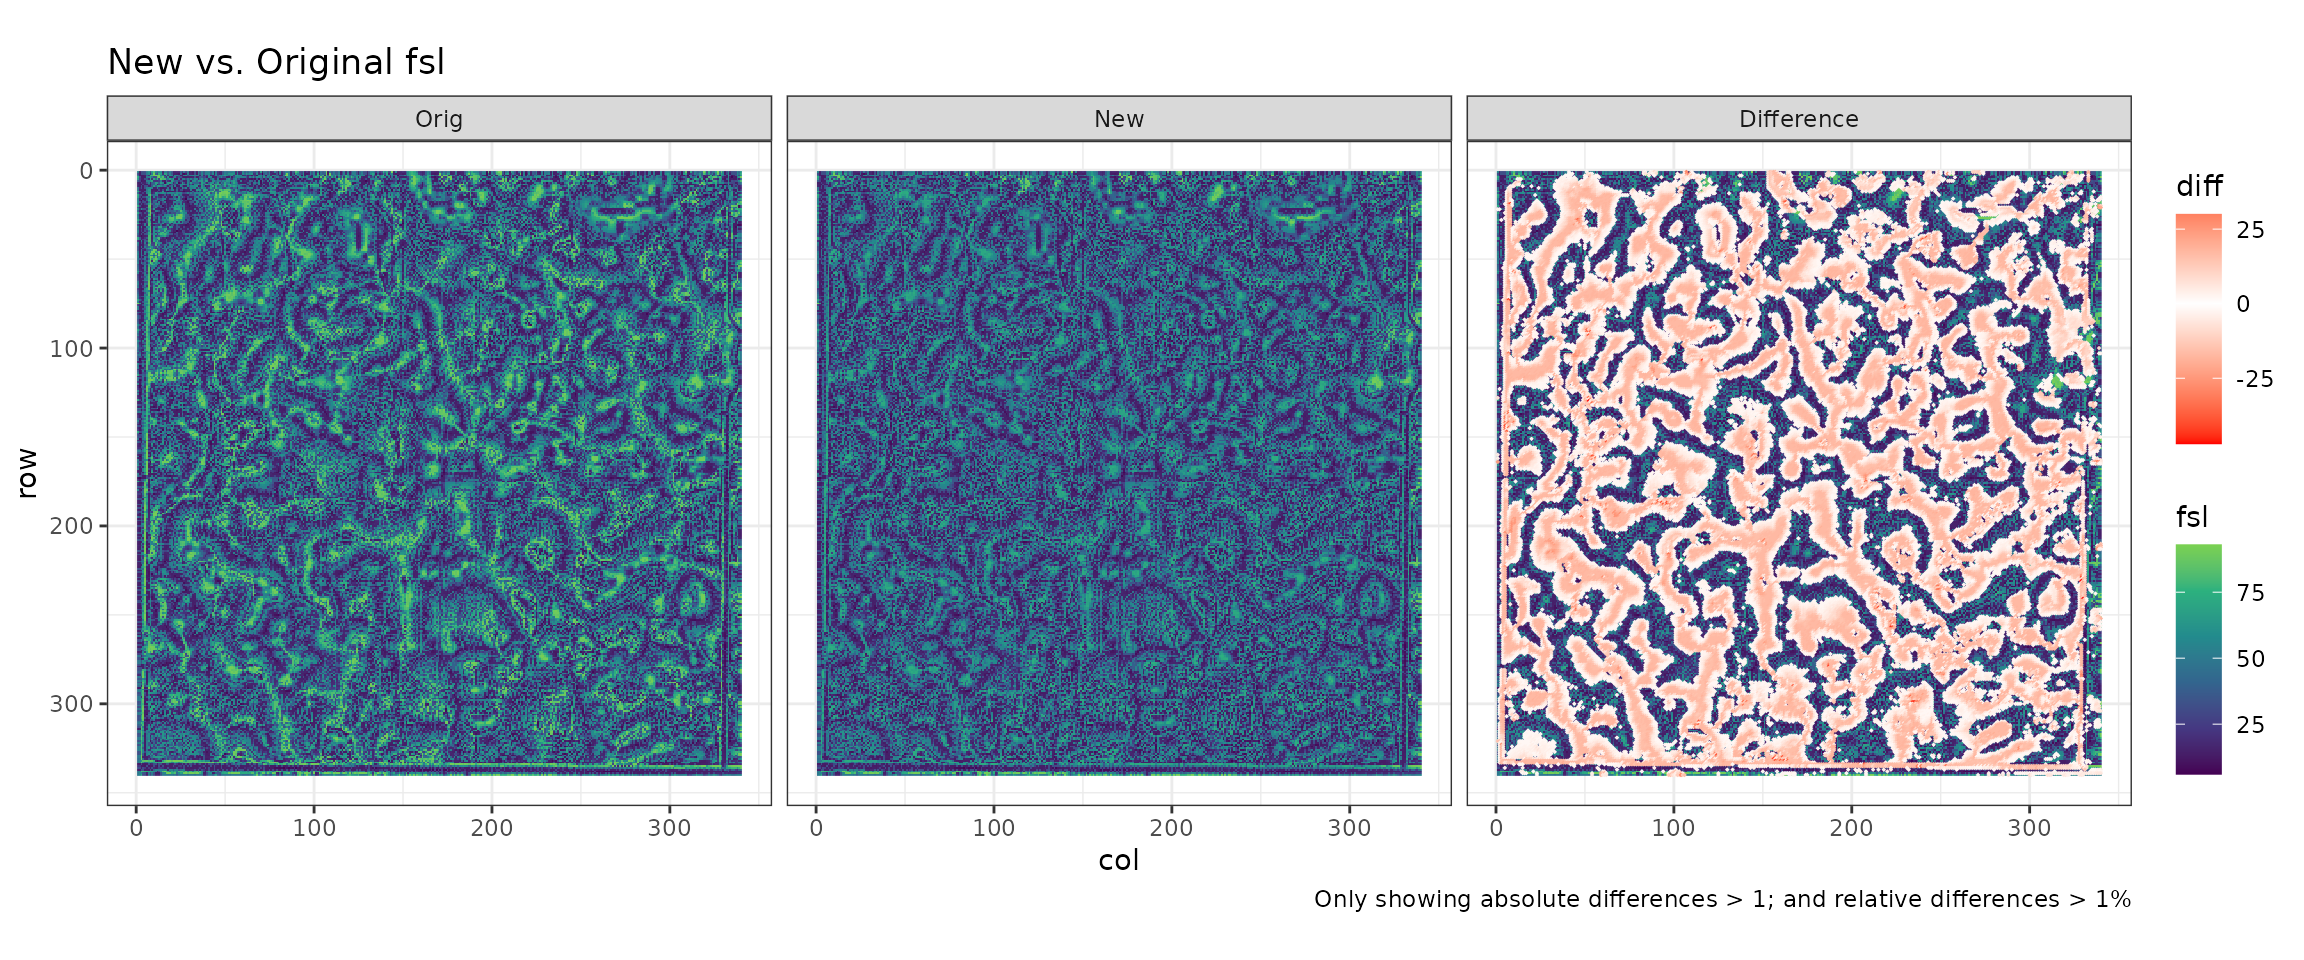 New vs. Original fsl
Orig
New
Difference
0
100
200
300
row
0
100
200
300
0
100
200
300
0
100
200
300
col
diff
25
0
-25
fsl
75
50
25
Only showing absolute differences > 1; and relative differences > 1%